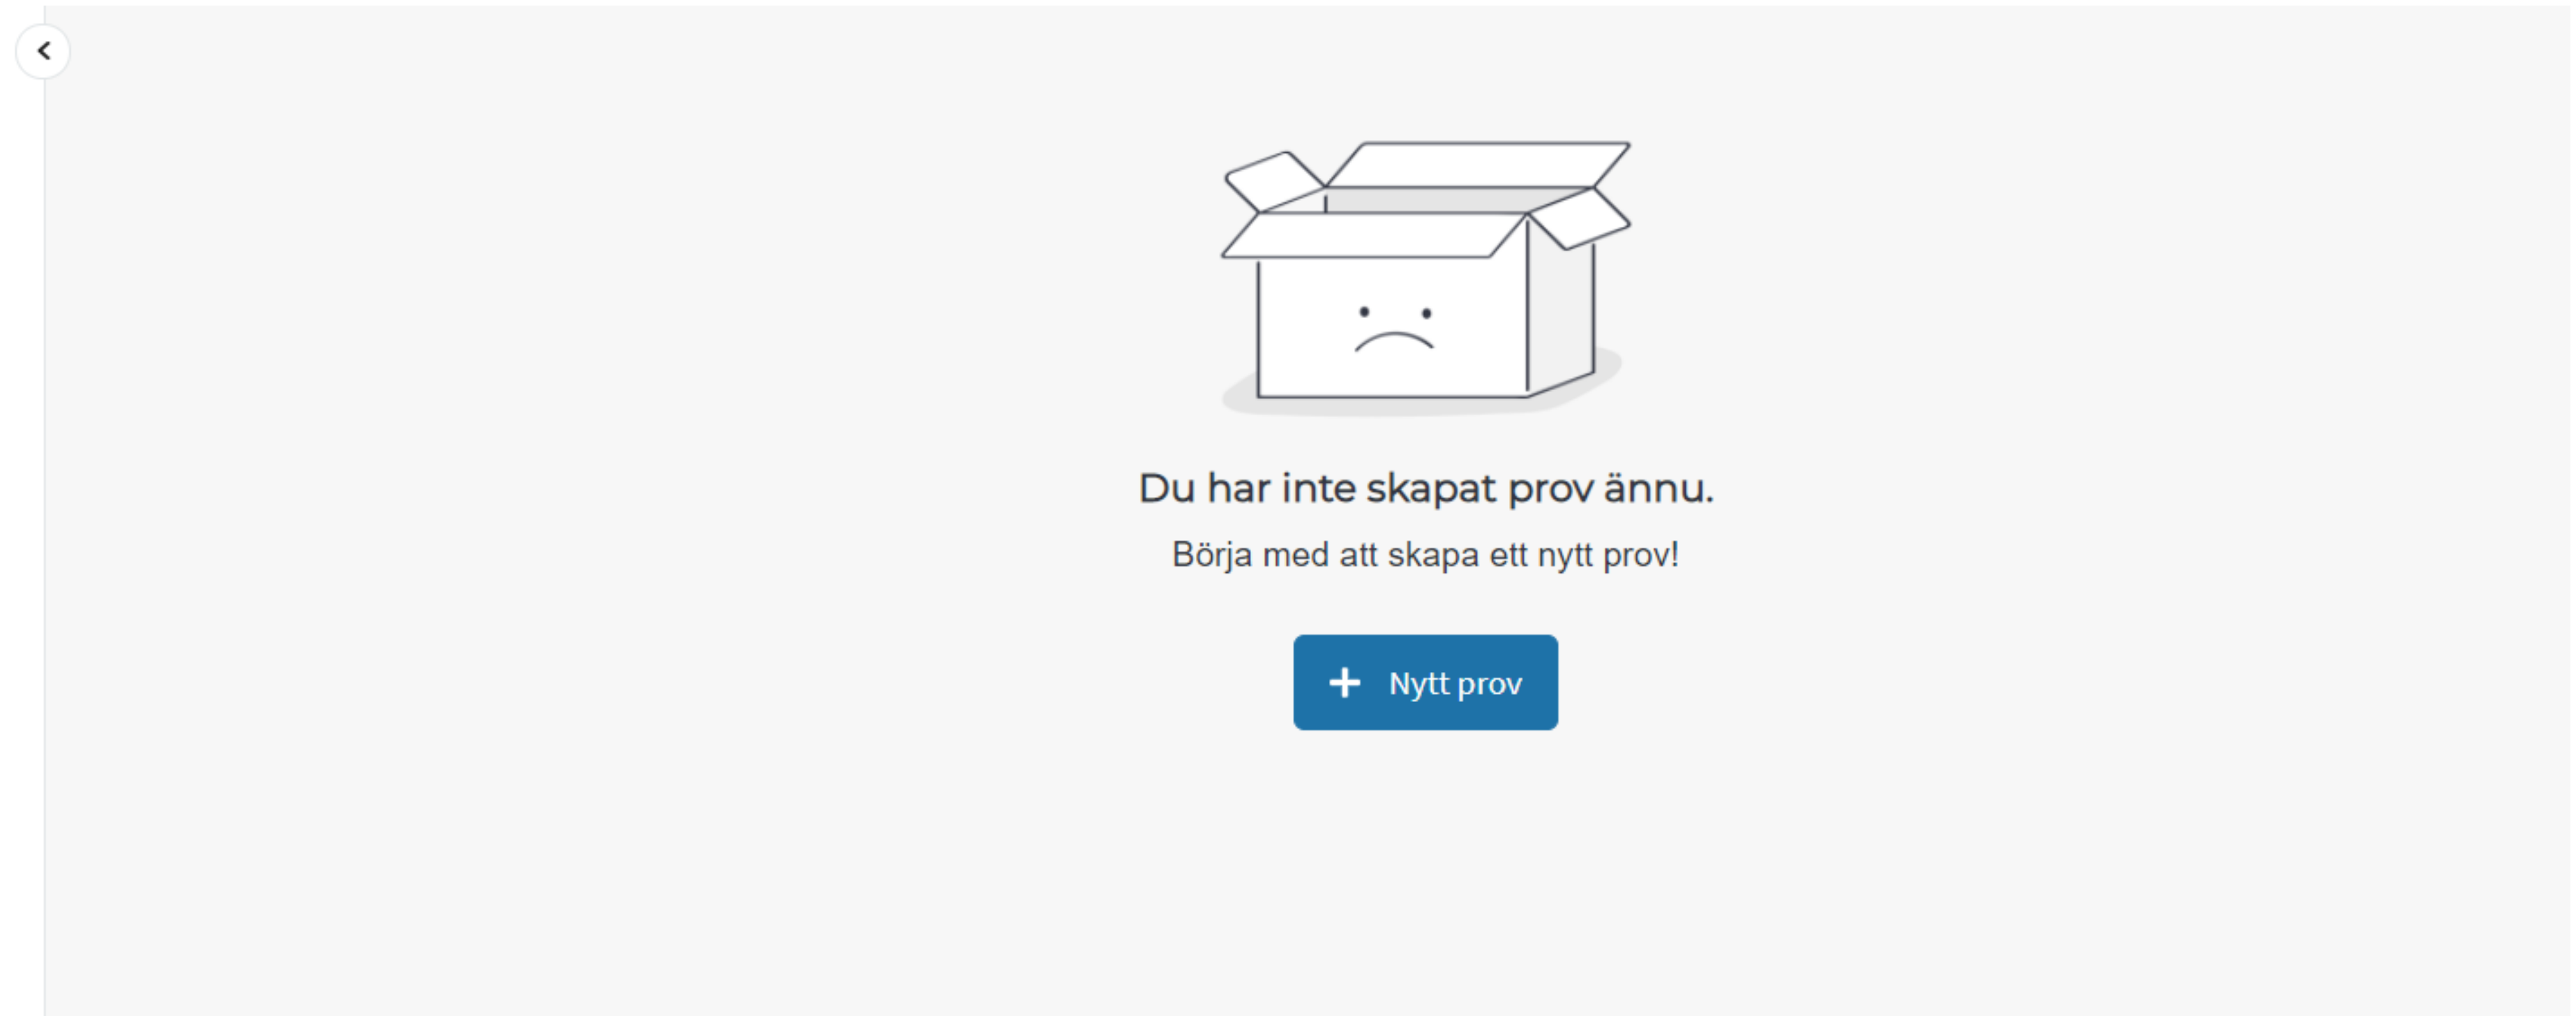 Du har inte skapat prov ännu.
Börja med att skapa ett nytt prov!
Nytt prov